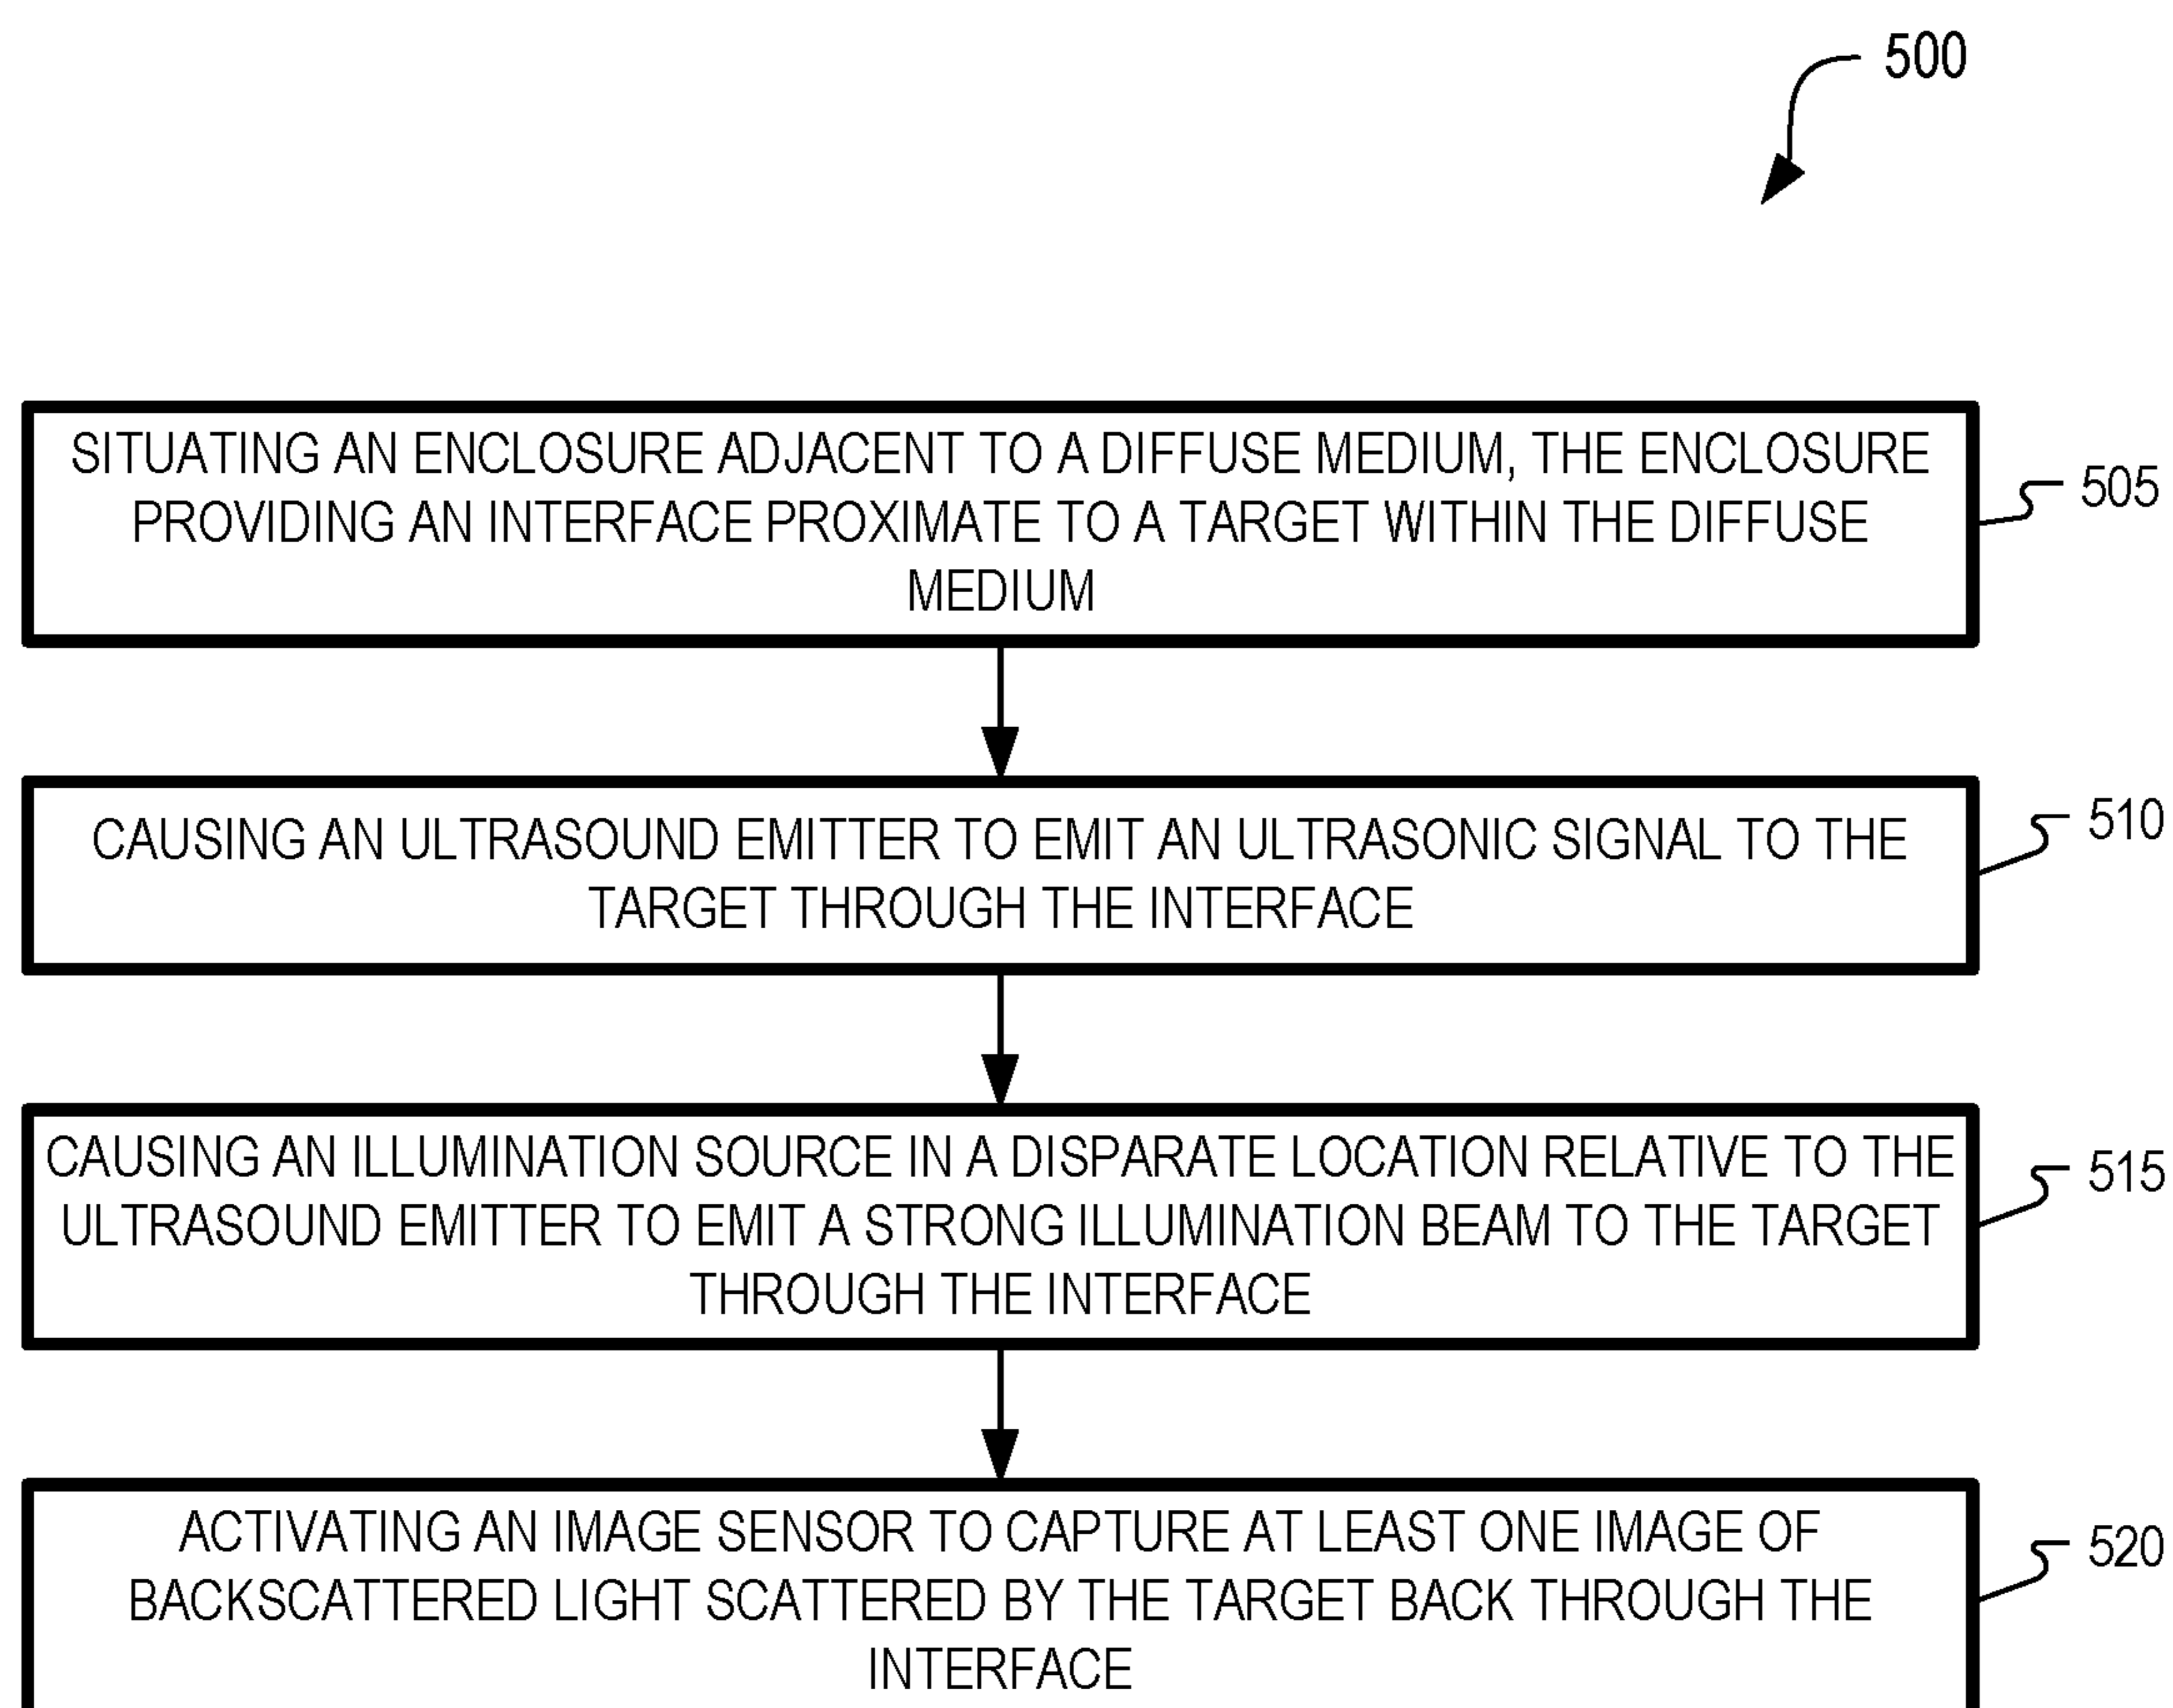 500
SITUATING AN ENCLOSURE ADJACENT TO A DIFFUSE MEDIUM, THE ENCLOSURE
PROVIDING AN INTERFACE PROXIMATE TO A TARGET WITHIN THE DIFFUSE
MEDIUM
505
CAUSING AN ULTRASOUND EMITTER TO EMIT AN ULTRASONIC SIGNAL TO THE
TARGET THROUGH THE INTERFACE
510
CAUSING AN ILLUMINATION SOURCE IN A DISPARATE LOCATION RELATIVE TO THE
ULTRASOUND EMITTER TO EMIT A STRONG ILLUMINATION BEAM TO THE TARGET
THROUGH THE INTERFACE
515
ACTIVATING AN IMAGE SENSOR TO CAPTURE AT LEAST ONE IMAGE OF
BACKSCATTERED LIGHT SCATTERED BY THE TARGET BACK THROUGH THE
INTERFACE
520